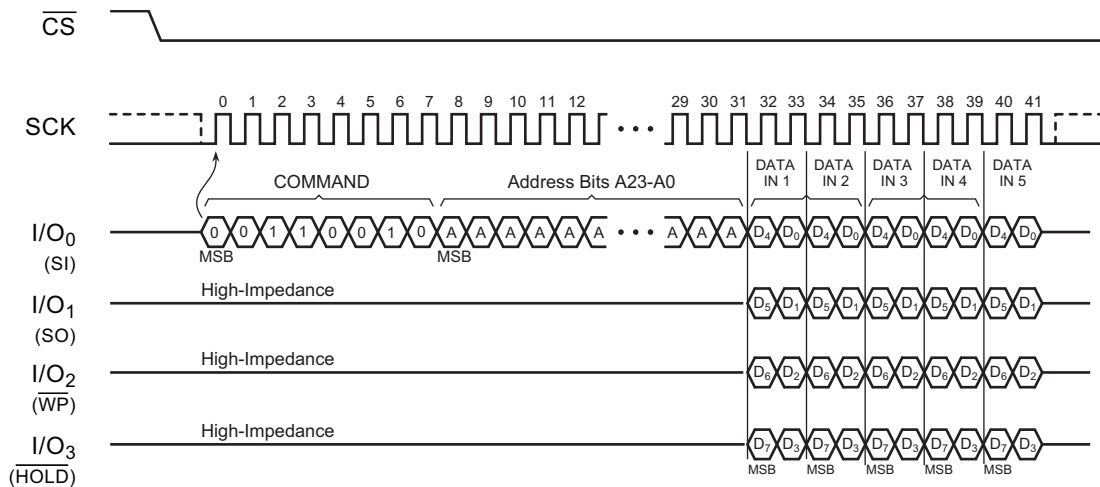 CS
0 1 2 3 4 5 6 7 8 9 10 11 12 29 30 31 32 33 34 35 36 37 38 39 40 41
SCK • • •
COMMAND Address Bits A23-A0 DATA IN 1 DATA IN 2 DATA IN 3 DATA IN 4 DATA IN 5
I/O0 (SI) 0 0 1 1 0 0 1 0 A A A A A A • • • A A A D4 D0 D4 D0 D4 D0 D4 D0 D4 D0
MSB MSB
High-Impedance
I/O1 (SO) D5 D1 D5 D1 D5 D1 D5 D1 D5 D1
High-Impedance
I/O2 (WP) D6 D2 D6 D2 D6 D2 D6 D2 D6 D2
High-Impedance
I/O3 (HOLD) D7 D3 D7 D3 D7 D3 D7 D3 D7 D3
MSB MSB MSB MSB MSB